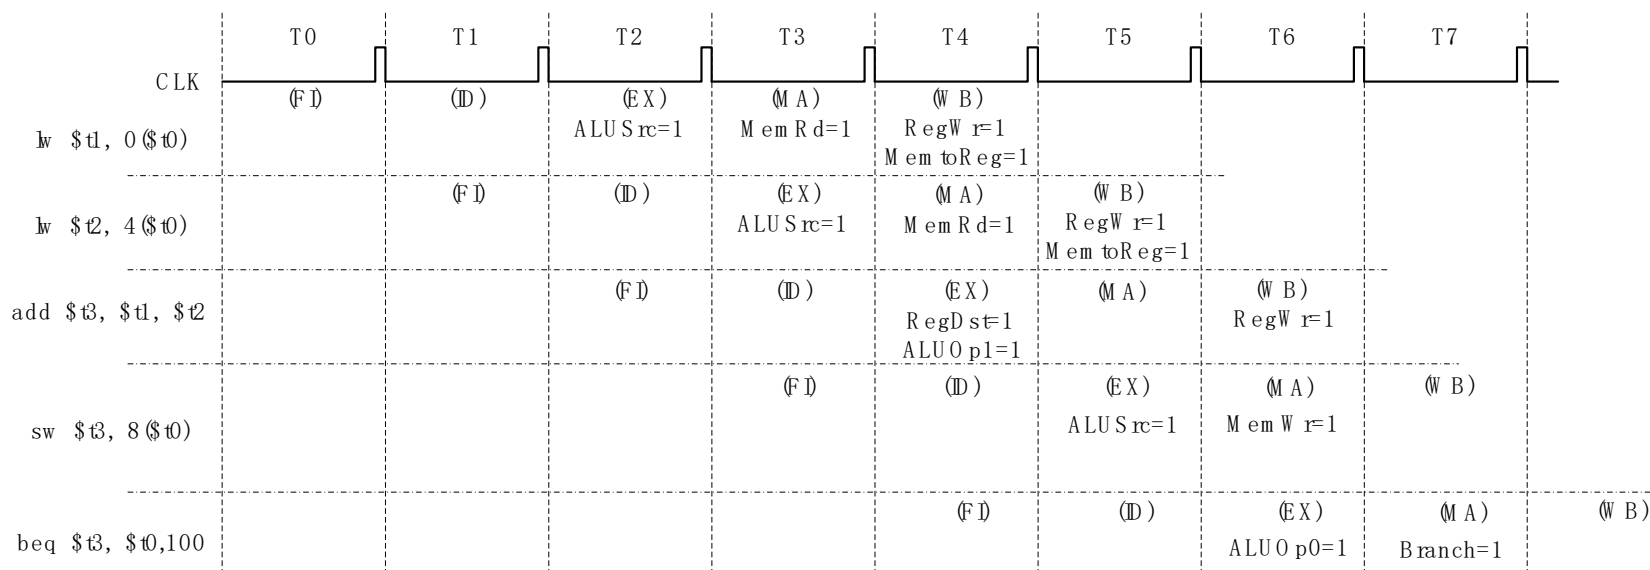 T0 T1 T2 T3 T4 T5 T6 T7
CLK
(FI) (ID) (EX) (MA) (WB)
ALUSrc=1 MemRd=1 RegWr=1
lw $t1, 0($t0)
MemtoReg=1
(FI) (ID) (EX) (MA) (WB)
lw $t2, 4($t0) ALUSrc=1 MemRd=1 RegWr=1
MemtoReg=1
(FI) (ID) (EX) (MA) (WB)
add $t3, $t1, $t2 RegDst=1 RegWr=1
ALUOp1=1
(FI) (ID) (EX) (MA) (WB)
sw $t3, 8($t0) ALUSrc=1 MemWr=1
(FI) (ID) (EX) (MA) (WB)
beq $t3, $t0,100 ALUOp0=1 Branch=1